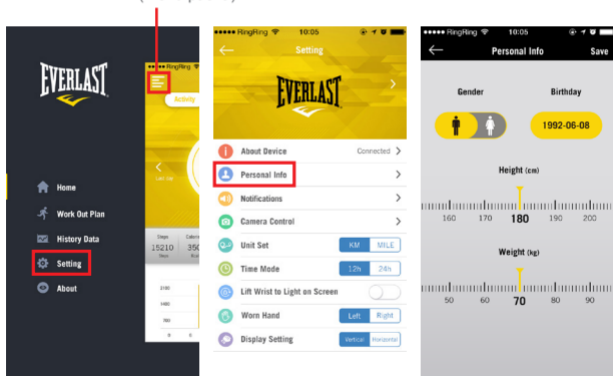 EVERLAST
Home
Work Out Plan
History Data
Setting
About
RingRing
Activity
Steps
15210
Steps
350
RingRing 10:05
Setting
EVERLAST
About Device Connected
Personal Info
Notifications
Camera Control
Unit Set KM MILE
Time Mode 12h 24h
Lift Wrist to Light on Screen
Worn Hand Left Right
Display Setting Vertical Horizontal
RingRing 10:05
Personal Info Save
Gender Birthday
1992-06-08
Height (cm)
160 170 180 190 200
Weight (kg)
50 60 70 80 90